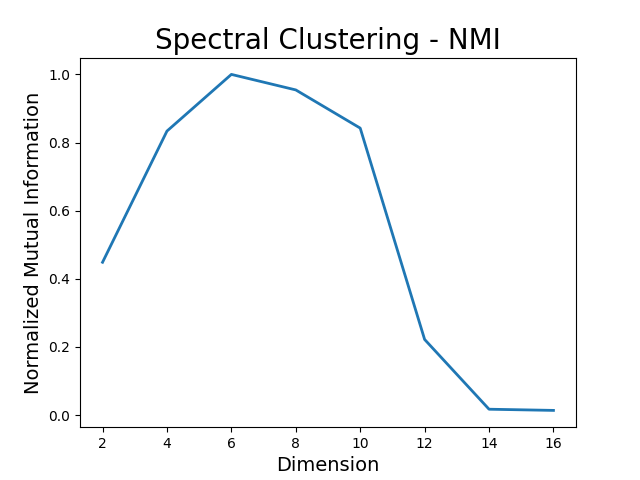 Spectral Clustering - NMI
Normalized Mutual Information
1.0
0.8
0.6
0.4
0.2
0.0
2 4 6 8 10 12 14 16
Dimension